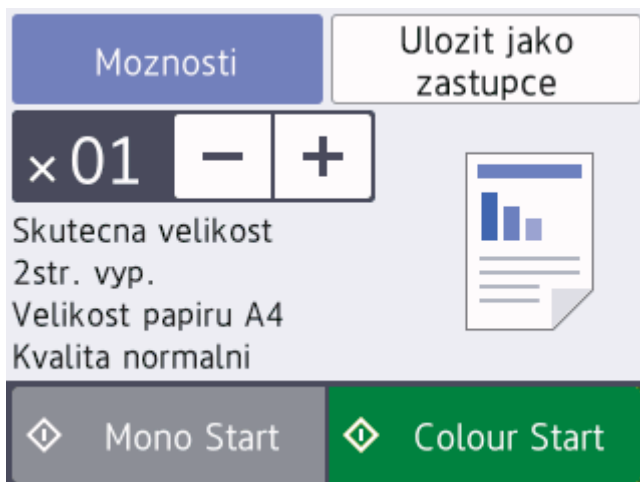 Moznosti
Ulozit jako
zastupce
×01
− +
Skutecna velikost
2str. vyp.
Velikost papiru A4
Kvalita normalni
Mono Start
Colour Start